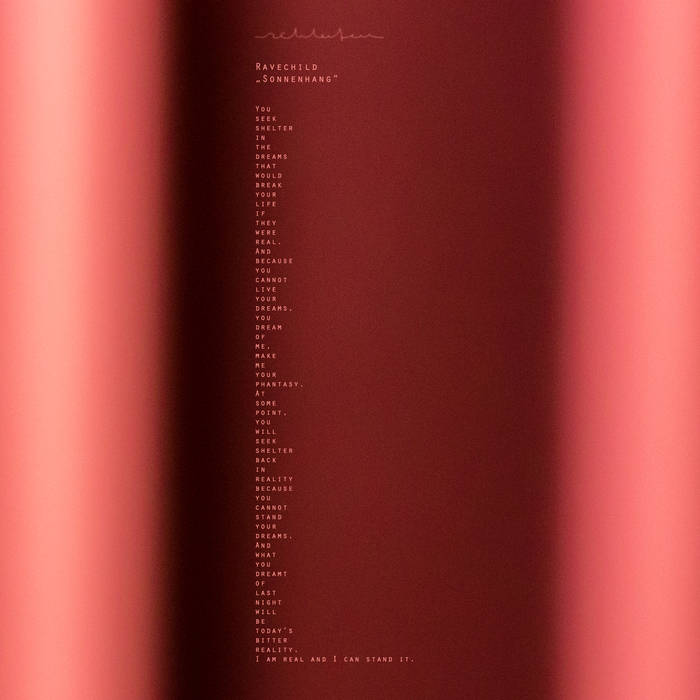 Ravechild
„Sonnenhang“
You
seek
shelter
in
the
dreams
that
would
break
your
life
if
they
were
real.
And
because
you
cannot
live
your
dreams,
you
dream
of
me,
make
me
your
phantasy.
At
some
point,
you
will
seek
shelter
back
in
reality
because
you
cannot
stand
your
dreams.
And
what
you
dreamt
of
last
night
will
be
today's
bitter
reality.
I am real and I can stand it.